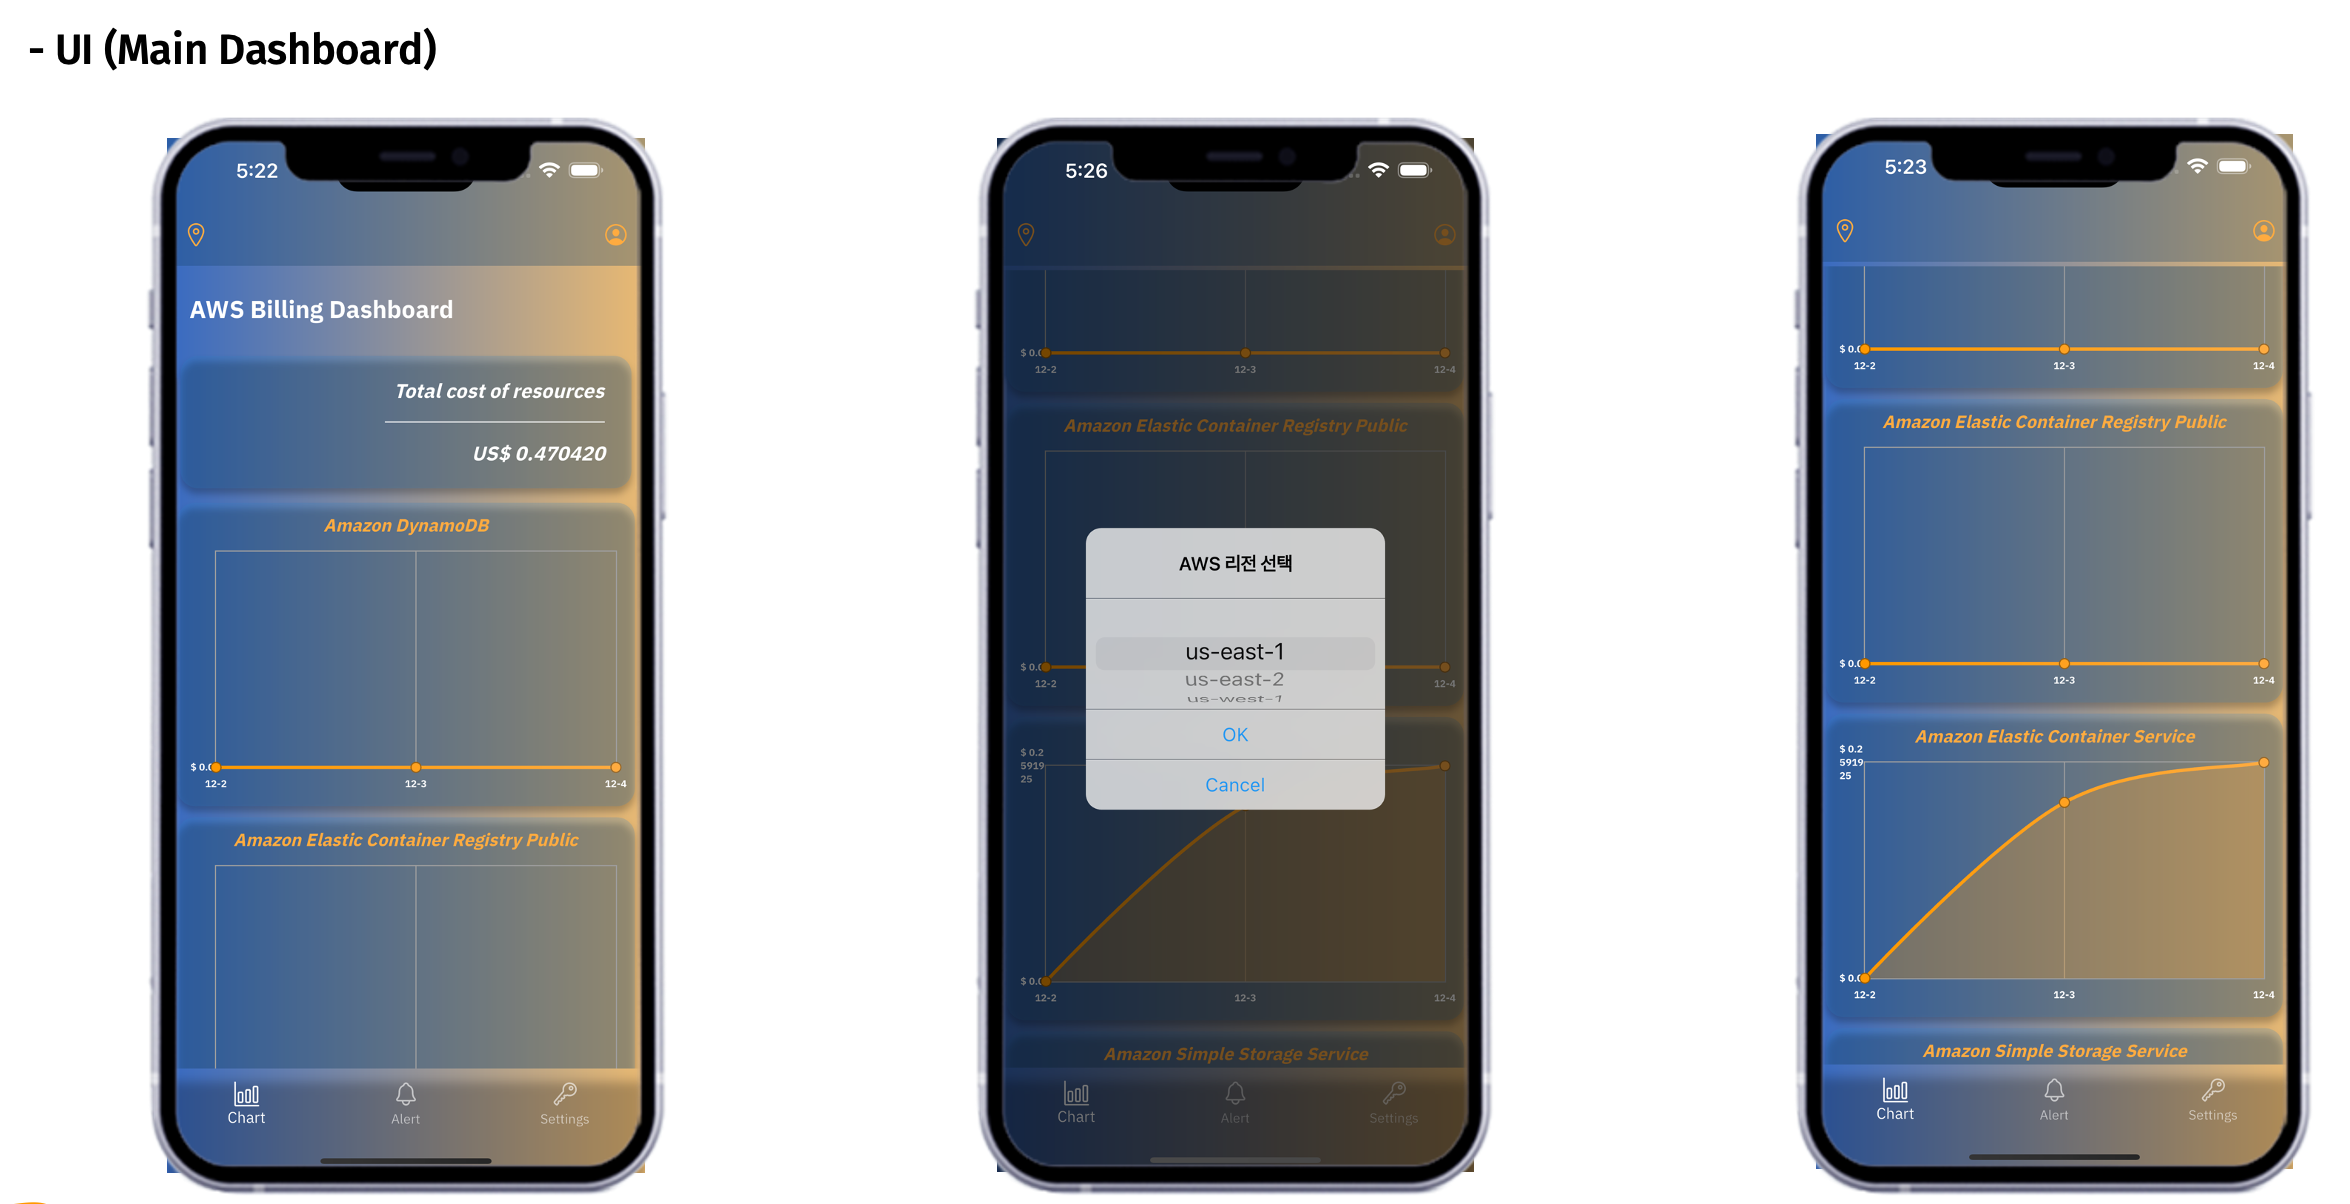 - UI (Main Dashboard)
5:22
AWS Billing Dashboard
Total cost of resources
US$ 0.470420
Amazon DynamoDB
$ 0.0
12-2
12-3
12-4
Amazon Elastic Container Registry Public
Chart
Alert
Settings
5:26
$ 0.0
12-2
12-3
12-4
Amazon Elastic Container Registry Public
AWS 리전 선택
us-east-1
us-east-2
us-west-1
OK
Cancel
$ 0.0
12-2
12-4
$ 0.2
5919
25
$ 0.0
12-2
12-3
12-4
Amazon Simple Storage Service
Chart
Alert
Settings
5:23
$ 0.0
12-2
12-3
12-4
Amazon Elastic Container Registry Public
$ 0.0
12-2
12-3
12-4
Amazon Elastic Container Service
$ 0.2
5919
25
$ 0.0
12-2
12-3
12-4
Amazon Simple Storage Service
Chart
Alert
Settings